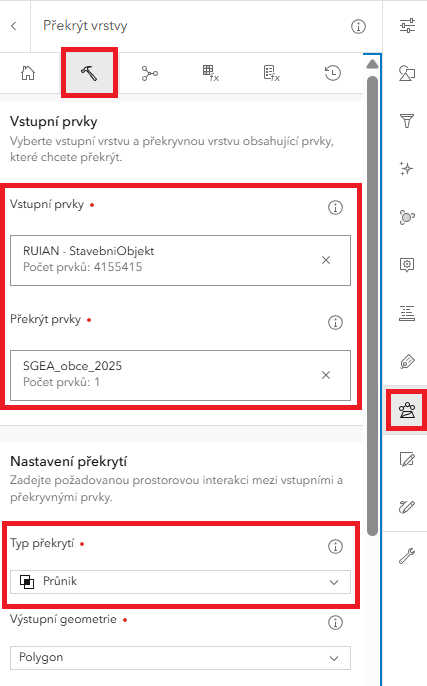 Překrýt vrstvy
Vstupní prvky
Vyberte vstupní vrstvu a překryvnou vrstvu obsahující prvky,
které chcete překrýt.
Vstupní prvky
RUIAN - StavebniObjekt
Počet prvků: 4155415
Překrýt prvky
SGEA_obce_2025
Počet prvků: 1
Nastavení překrytí
Zadejte požadovanou prostorovou interakci mezi vstupními a
překryvnými prvky.
Typ překrytí
Průnik
Výstupní geometrie
Polygon